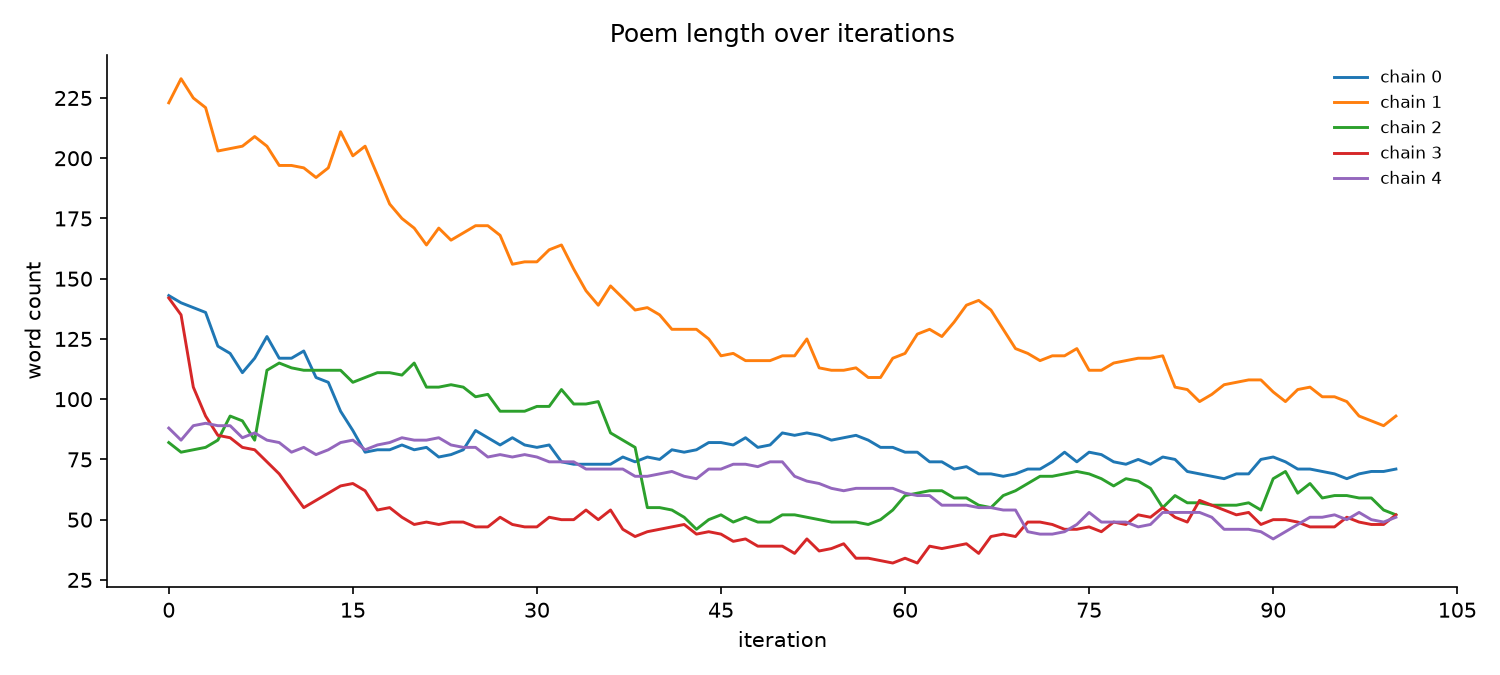 Poem length over iterations
chain 0
chain 1
chain 2
chain 3
chain 4
word count
225
200
175
150
125
100
75
50
25
0 15 30 45 60 75 90 105
iteration